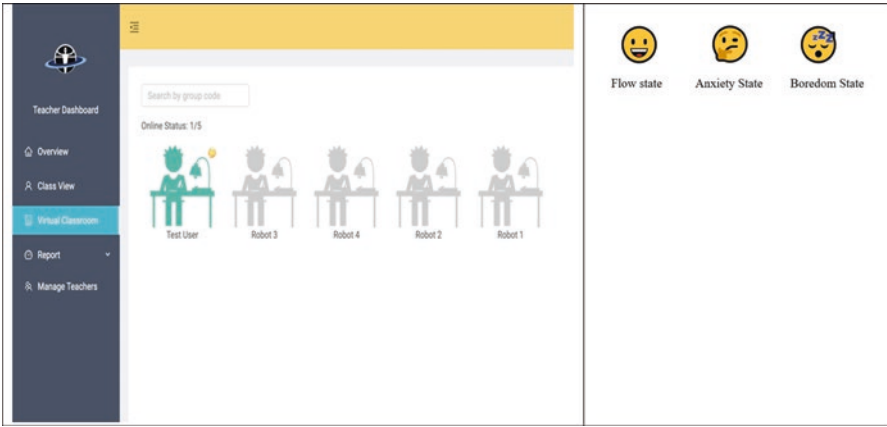 Teacher Dashboard
Overview
Class View
Virtual Classroom
Report
Manage Teachers
Search by group code
Online Status: 1/5
Test User
Robot 3
Robot 4
Robot 2
Robot 1
Flow state
Anxiety State
Boredom State